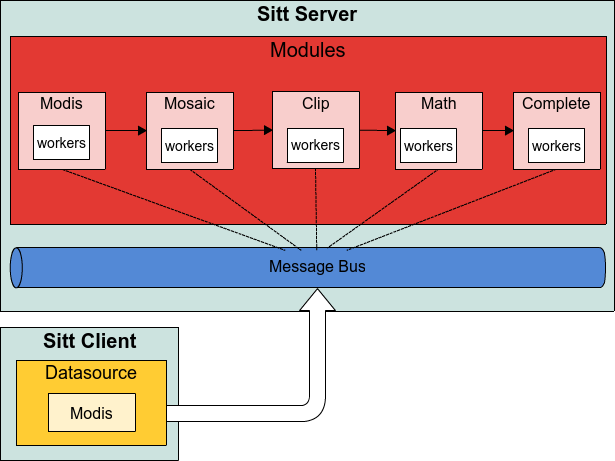 Sitt Server
Modules
Modis
Mosaic
Clip
Math
Complete
workers
workers
workers
workers
workers
Message Bus
Sitt Client
Datasource
Modis